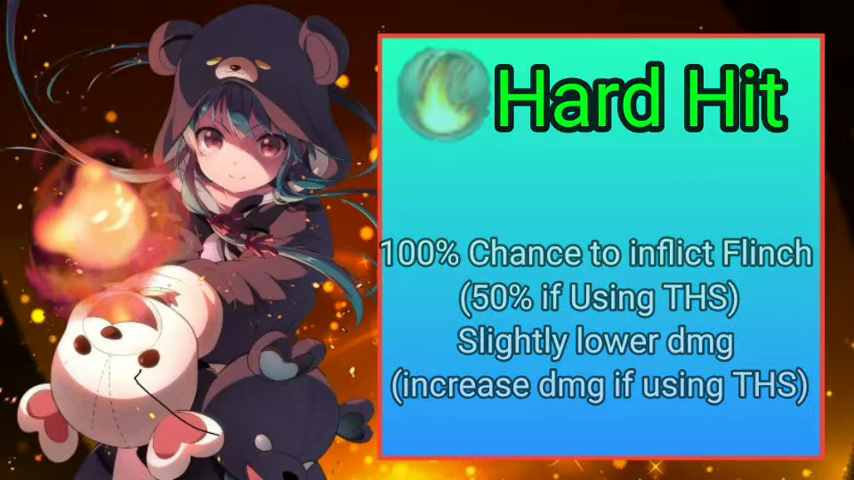 Hard Hit
100% Chance to inflict Flinch
(50% if Using THS)
Slightly lower dmg
(increase dmg if using THS)